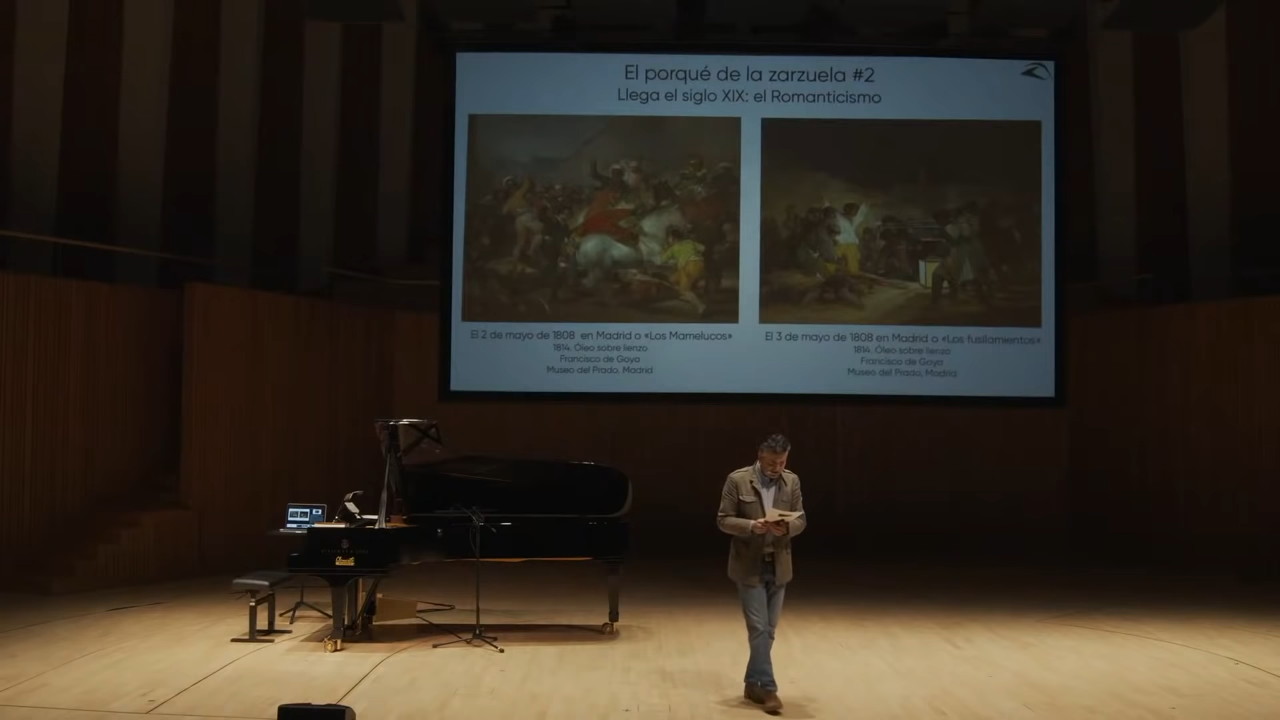 El porqué de la zarzuela #2
Llega el siglo XIX: el Romanticismo
El 2 de mayo de 1808 en Madrid o «Los Mamelucos»
1814. Óleo sobre lienzo
Francisco de Goya
Museo del Prado. Madrid
El 3 de mayo de 1808 en Madrid o «Los fusilamientos»
1814. Óleo sobre lienzo
Francisco de Goya
Museo del Prado. Madrid